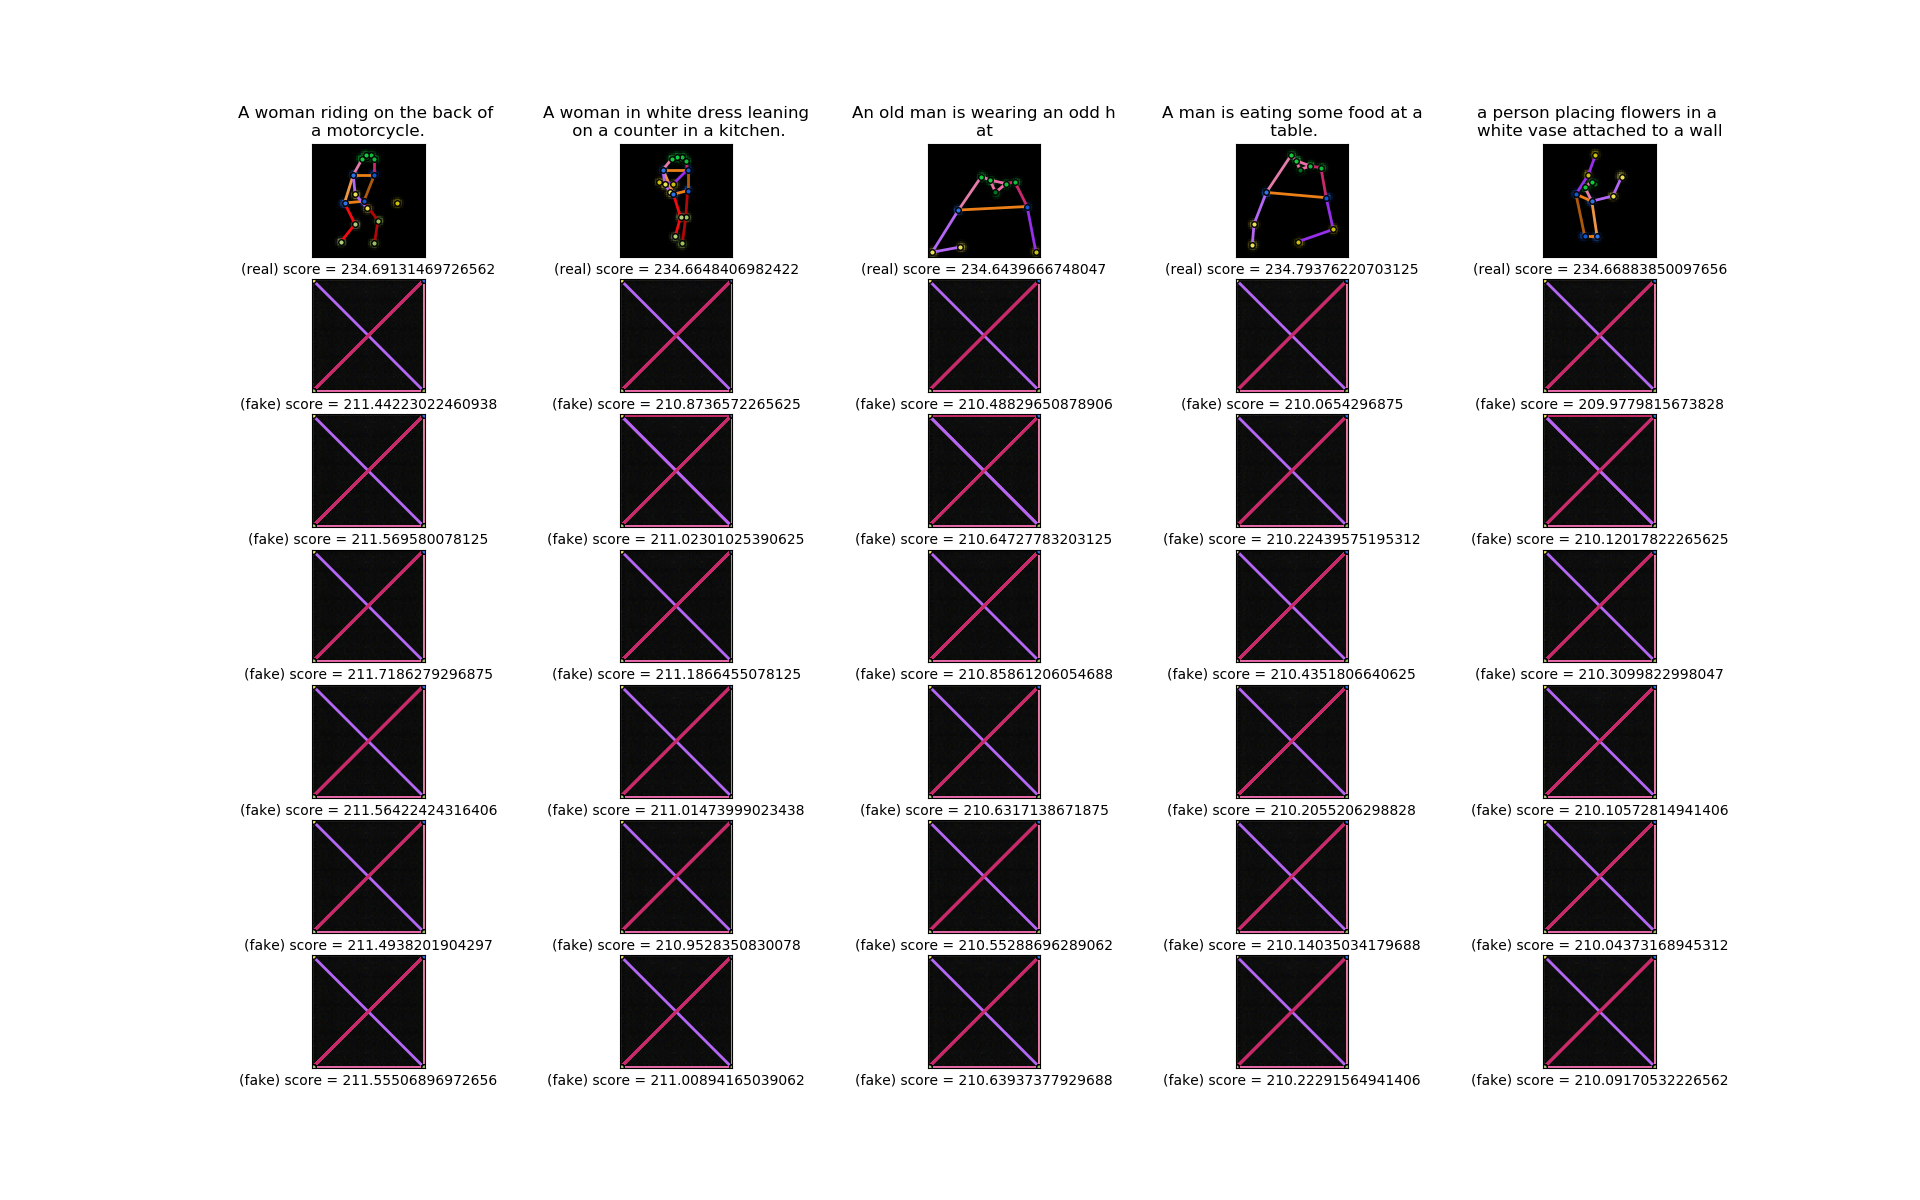 A woman riding on the back of
a motorcycle.
A woman in white dress leaning
on a counter in a kitchen.
An old man is wearing an odd h
at
A man is eating some food at a
table.
a person placing flowers in a
white vase attached to a wall
(real) score = 234.69131469726562
(real) score = 234.6648406982422
(real) score = 234.6439666748047
(real) score = 234.79376220703125
(real) score = 234.66883850097656
(fake) score = 211.44223022460938
(fake) score = 210.8736572265625
(fake) score = 210.48829650878906
(fake) score = 210.0654296875
(fake) score = 209.9779815673828
(fake) score = 211.569580078125
(fake) score = 211.02301025390625
(fake) score = 210.64727783203125
(fake) score = 210.22439575195312
(fake) score = 210.12017822265625
(fake) score = 211.7186279296875
(fake) score = 211.1866455078125
(fake) score = 210.85861206054688
(fake) score = 210.4351806640625
(fake) score = 210.3099822998047
(fake) score = 211.56422424316406
(fake) score = 211.01473999023438
(fake) score = 210.6317138671875
(fake) score = 210.2055206298828
(fake) score = 210.10572814941406
(fake) score = 211.4938201904297
(fake) score = 210.9528350830078
(fake) score = 210.55288696289062
(fake) score = 210.14035034179688
(fake) score = 210.04373168945312
(fake) score = 211.55506896972656
(fake) score = 211.00894165039062
(fake) score = 210.63937377929688
(fake) score = 210.22291564941406
(fake) score = 210.09170532226562